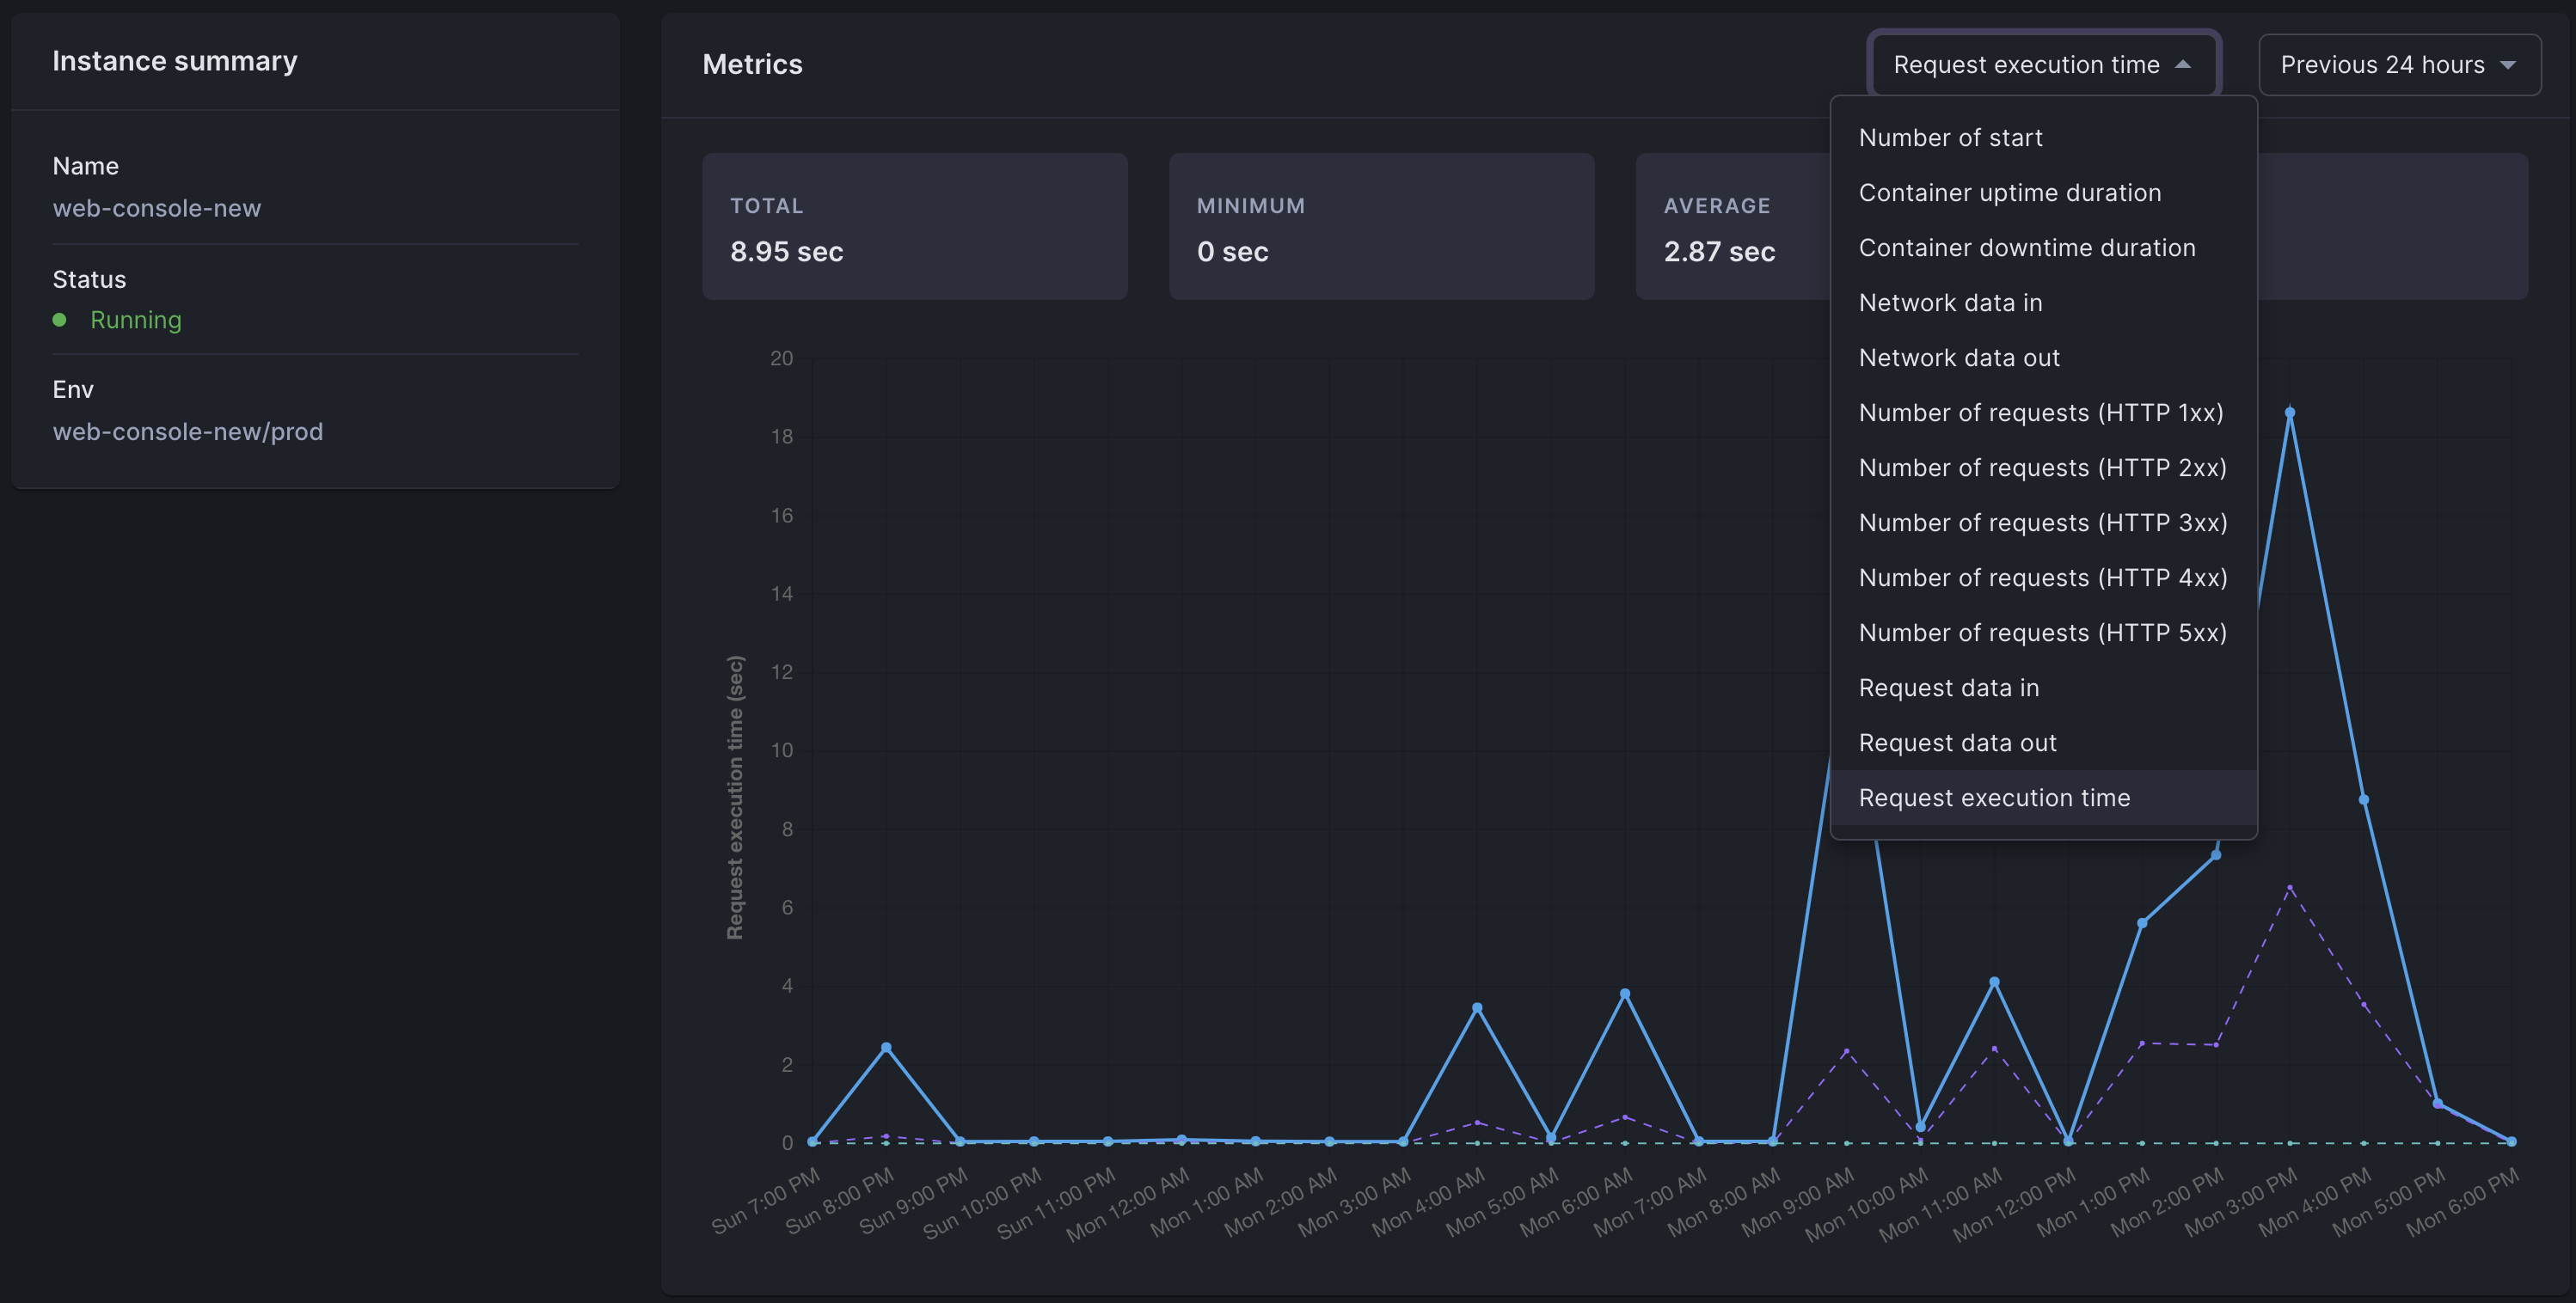 Instance summary
Name
web-console-new
Status
Running
Env
web-console-new/prod
Metrics
Request execution time
Previous 24 hours
TOTAL
8.95 sec
MINIMUM
0 sec
AVERAGE
2.87 sec
Number of start
Container uptime duration
Container downtime duration
Network data in
Network data out
Number of requests (HTTP 1xx)
Number of requests (HTTP 2xx)
Number of requests (HTTP 3xx)
Number of requests (HTTP 4xx)
Number of requests (HTTP 5xx)
Request data in
Request data out
Request execution time
Request execution time (sec)
20
18
16
14
12
10
8
6
4
2
0
Sun 7:00 PM
Sun 8:00 PM
Sun 9:00 PM
Sun 10:00 PM
Sun 11:00 PM
Mon 12:00 AM
Mon 1:00 AM
Mon 2:00 AM
Mon 3:00 AM
Mon 4:00 AM
Mon 5:00 AM
Mon 6:00 AM
Mon 7:00 AM
Mon 8:00 AM
Mon 9:00 AM
Mon 10:00 AM
Mon 11:00 AM
Mon 12:00 PM
Mon 1:00 PM
Mon 2:00 PM
Mon 3:00 PM
Mon 4:00 PM
Mon 5:00 PM
Mon 6:00 PM